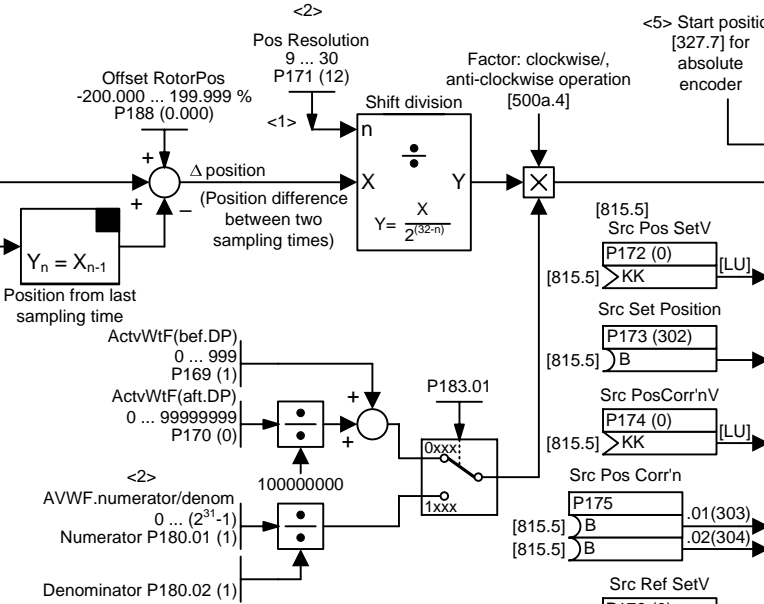 <2>
Pos Resolution
9 ... 30
P171 (12)
<1>
Offset RotorPos
-200.000 ... 199.999 %
P188 (0.000)
Factor: clockwise/,
anti-clockwise operation
[500a.4]
<5> Start positio
[327.7] for
absolute
encoder
Shift division
n
÷
X
Y
Y= X / 2^(32-n)
+
+
–
Δ position
(Position difference
between two
sampling times)
×
Yn = Xn-1
Position from last
sampling time
[815.5]
Src Pos SetV
P172 (0)
[815.5] KK [LU]
Src Set Position
P173 (302)
[815.5] B
Src PosCorr'nV
P174 (0)
[815.5] KK [LU]
Src Pos Corr'n
P175
[815.5] B .01(303)
[815.5] B .02(304)
Src Ref SetV
ActvWtF(bef.DP)
0 ... 999
P169 (1)
ActvWtF(aft.DP)
0 ... 99999999
P170 (0)
÷
+
+
100000000
P183.01
0xxx
1xxx
<2>
AVWF.numerator/denom
0 ... (2^31-1)
Numerator P180.01 (1)
÷
Denominator P180.02 (1)